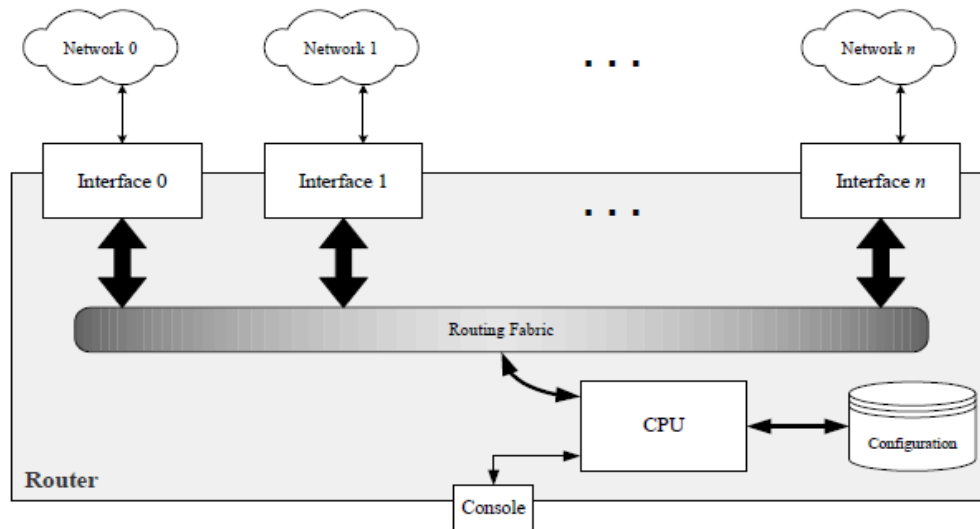 Network 0
Network 1
. . .
Network n
Interface 0
Interface 1
. . .
Interface n
Routing Fabric
CPU
Configuration
Router
Console